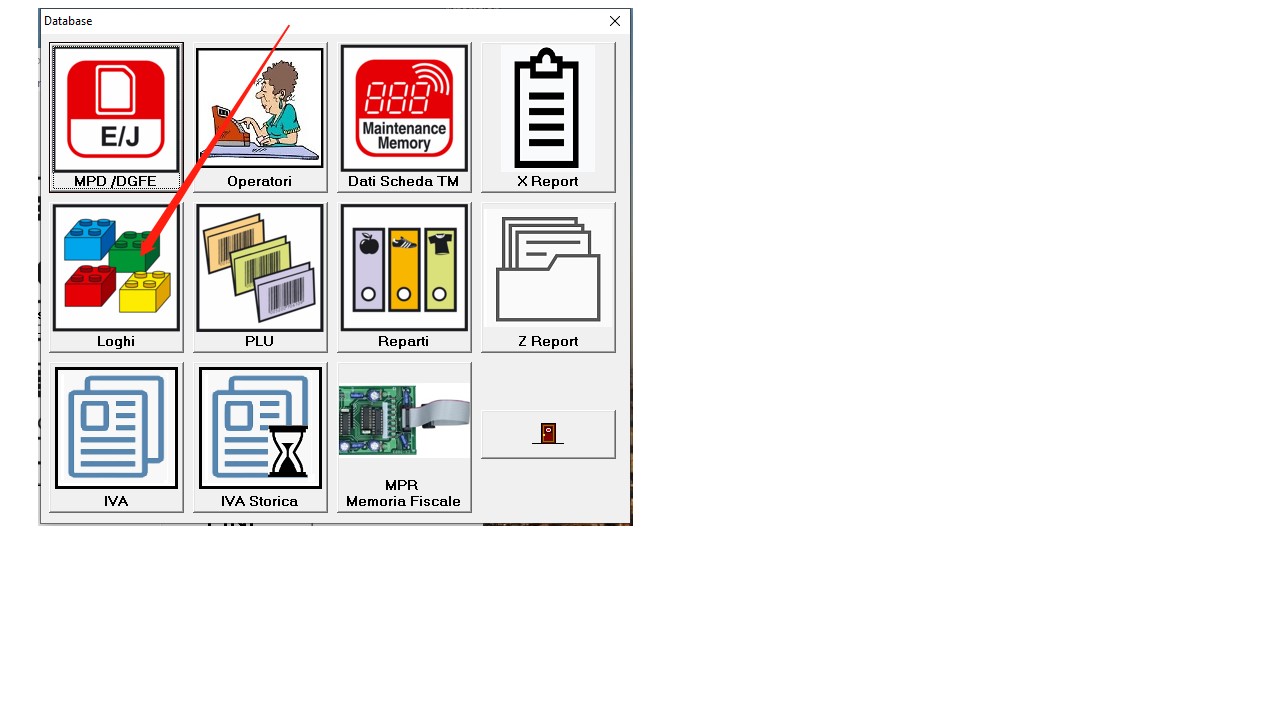 Database
E/J
888
Maintenance
Memory
MPD /DGFE
Operatori
Dati Scheda TM
X Report
Loghi
PLU
Reparti
Z Report
IVA
IVA Storica
MPR
Memoria Fiscale